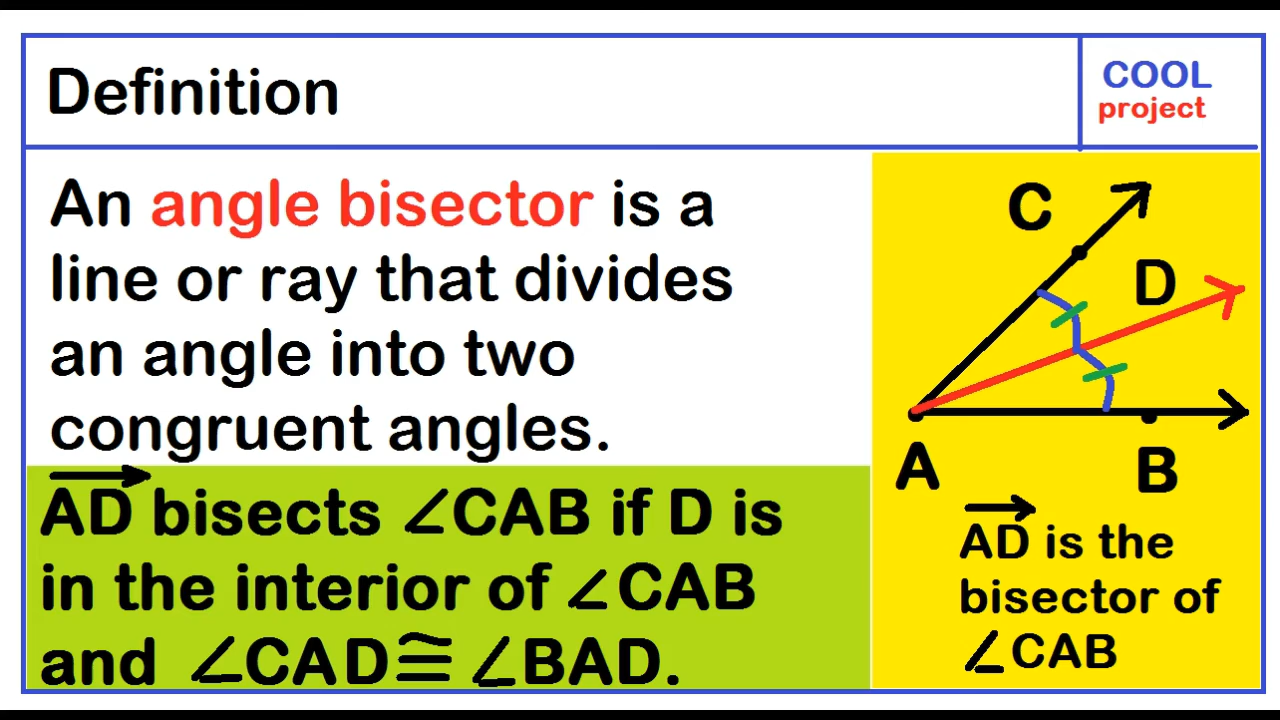 Definition
COOL
project
An angle bisector is a
line or ray that divides
an angle into two
congruent angles.
AD bisects ∠CAB if D is
in the interior of ∠CAB
and ∠CAD≅∠BAD.
C
D
A
B
AD is the
bisector of
∠CAB